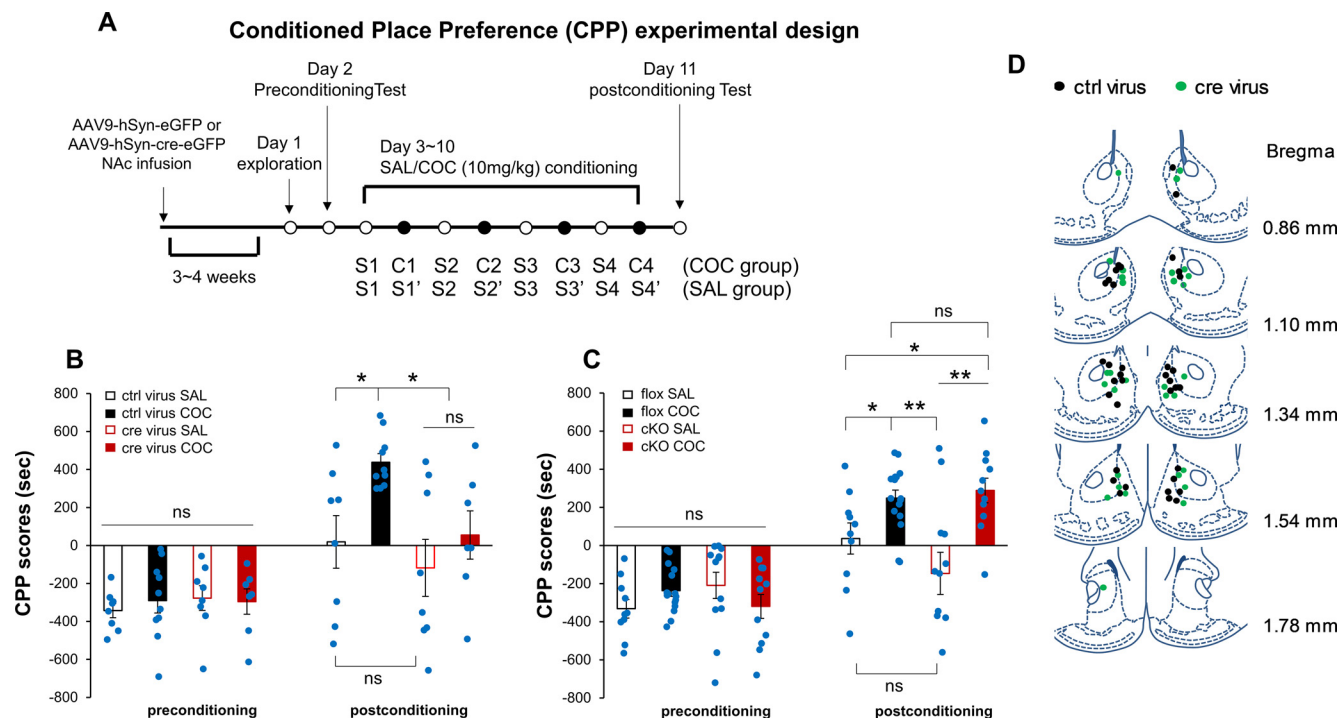 A
Conditioned Place Preference (CPP) experimental design
Day 2
PreconditioningTest
Day 11
postconditioning Test
AAV9-hSyn-eGFP or
AAV9-hSyn-cre-eGFP
NAc infusion
Day 1
exploration
Day 3~10
SAL/COC (10mg/kg) conditioning
3~4 weeks
S1 C1 S2 C2 S3 C3 S4 C4 (COC group)
S1 S1' S2 S2' S3 S3' S4 S4' (SAL group)
B
CPP scores (sec)
800
600
400
200
0
-200
-400
-600
-800
ctrl virus SAL
ctrl virus COC
cre virus SAL
cre virus COC
ns
* *
ns
ns
preconditioning postconditioning
C
CPP scores (sec)
800
600
400
200
0
-200
-400
-600
-800
flox SAL
flox COC
cKO SAL
cKO COC
ns
ns
*
**
* **
ns
preconditioning postconditioning
D
ctrl virus cre virus
Bregma
0.86 mm
1.10 mm
1.34 mm
1.54 mm
1.78 mm